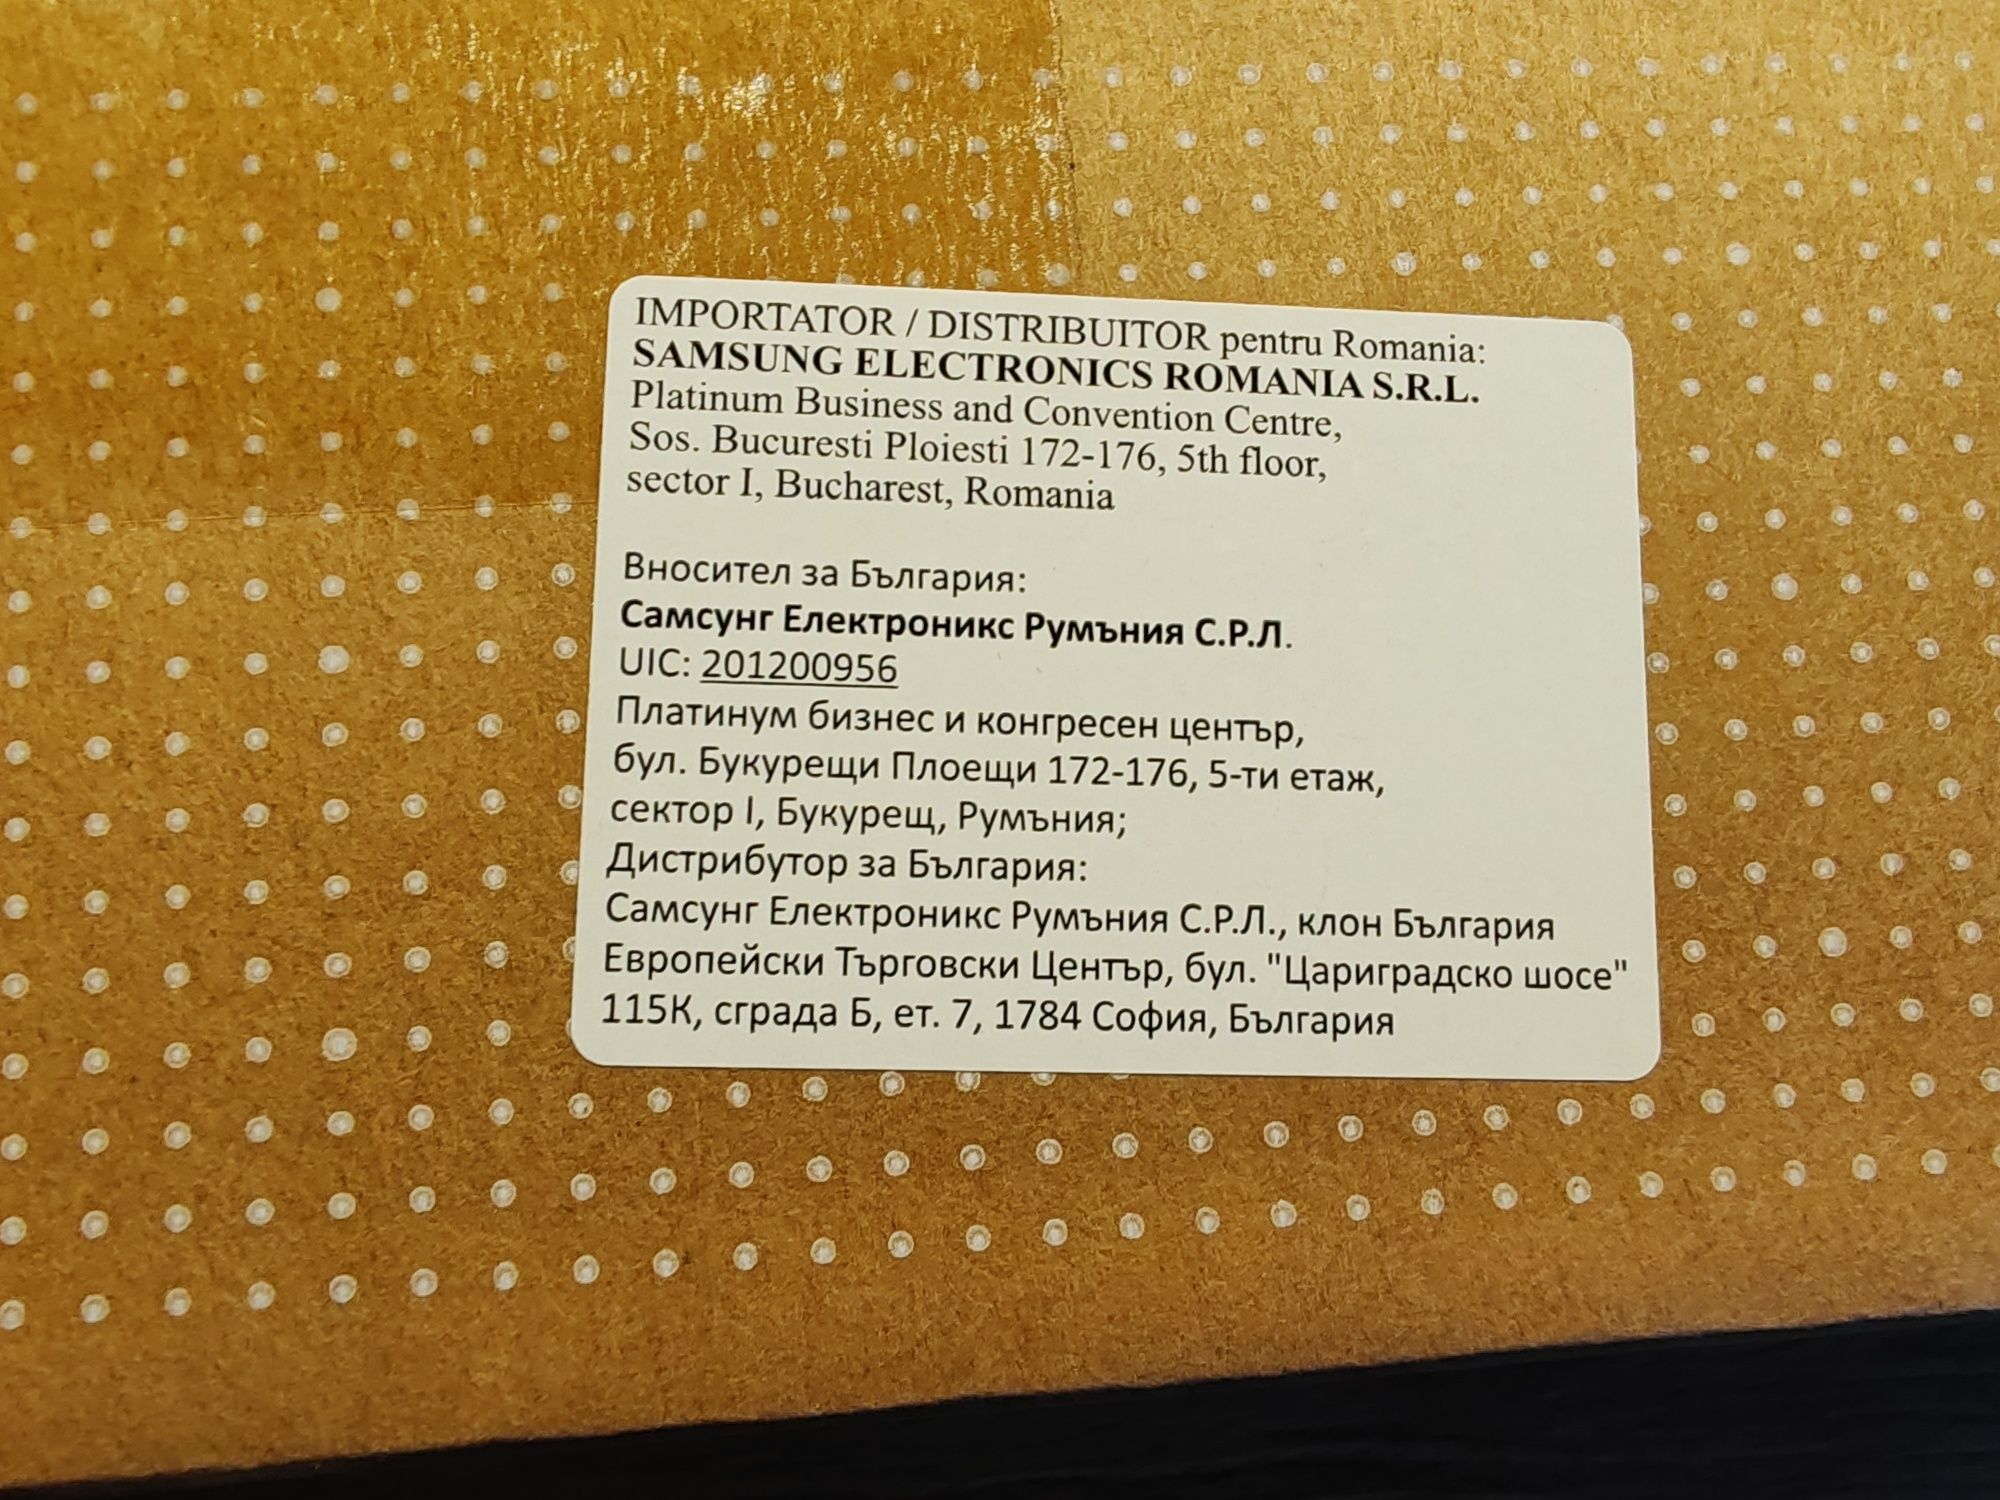 IMPORTATOR / DISTRIBUITOR pentru Romania:
SAMSUNG ELECTRONICS ROMANIA S.R.L.
Platinum Business and Convention Centre,
Sos. Bucuresti Ploiesti 172-176, 5th floor,
sector I, Bucharest, Romania
Вносител за България:
Самсунг Електроникс Румъния С.Р.Л.
UIC: 201200956
Платинум бизнес и конгресен център,
бул. Букурещи Плоещи 172-176, 5-ти етаж,
сектор I, Букурещ, Румъния;
Дистрибутор за България:
Самсунг Електроникс Румъния С.Р.Л., клон България
Европейски Търговски Център, бул. "Цариградско шосе"
115К, сграда Б, ет. 7, 1784 София, България